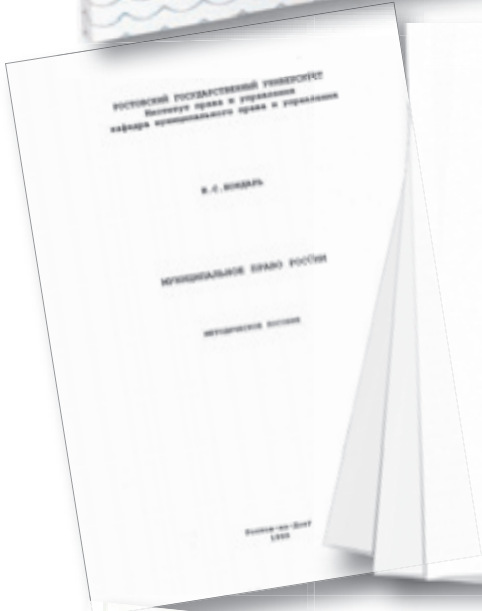 РОСТОВСКИЙ ГОСУДАРСТВЕННЫЙ УНИВЕРСИТЕТ
Институт права и управления
кафедра муниципального права и управления
Н.С.БОНДАРЬ
МУНИЦИПАЛЬНОЕ ПРАВО РОССИИ
МЕТОДИЧЕСКОЕ ПОСОБИЕ
Ростов-на-Дону